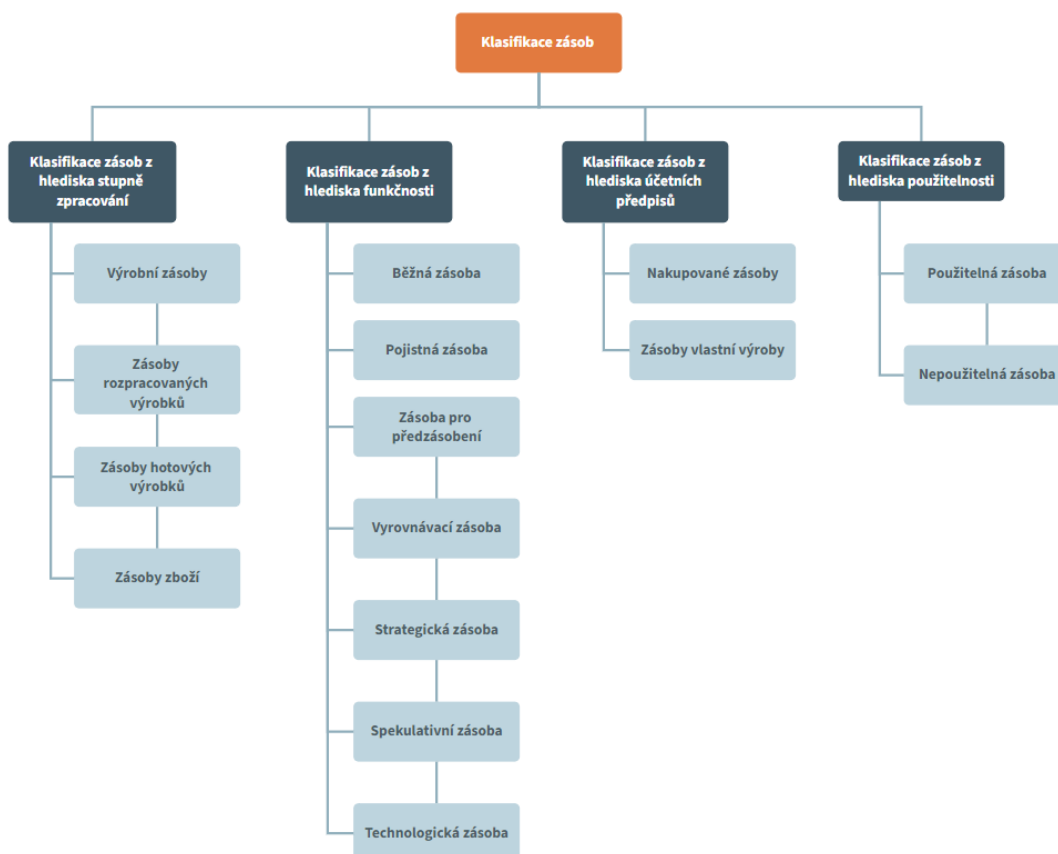 Klasifikace zásob
Klasifikace zásob z
hlediska stupně
zpracování
Výrobní zásoby
Zásoby
rozpracovaných
výrobků
Zásoby hotových
výrobků
Zásoby zboží
Klasifikace zásob z
hlediska funkčnosti
Běžná zásoba
Pojistná zásoba
Zásoba pro
předzásobení
Vyrovnávací zásoba
Strategická zásoba
Spekulativní zásoba
Technologická zásoba
Klasifikace zásob z
hlediska účetních
předpisů
Nakupované zásoby
Zásoby vlastní výroby
Klasifikace zásob z
hlediska použitelnosti
Použitelná zásoba
Nepoužitelná zásoba